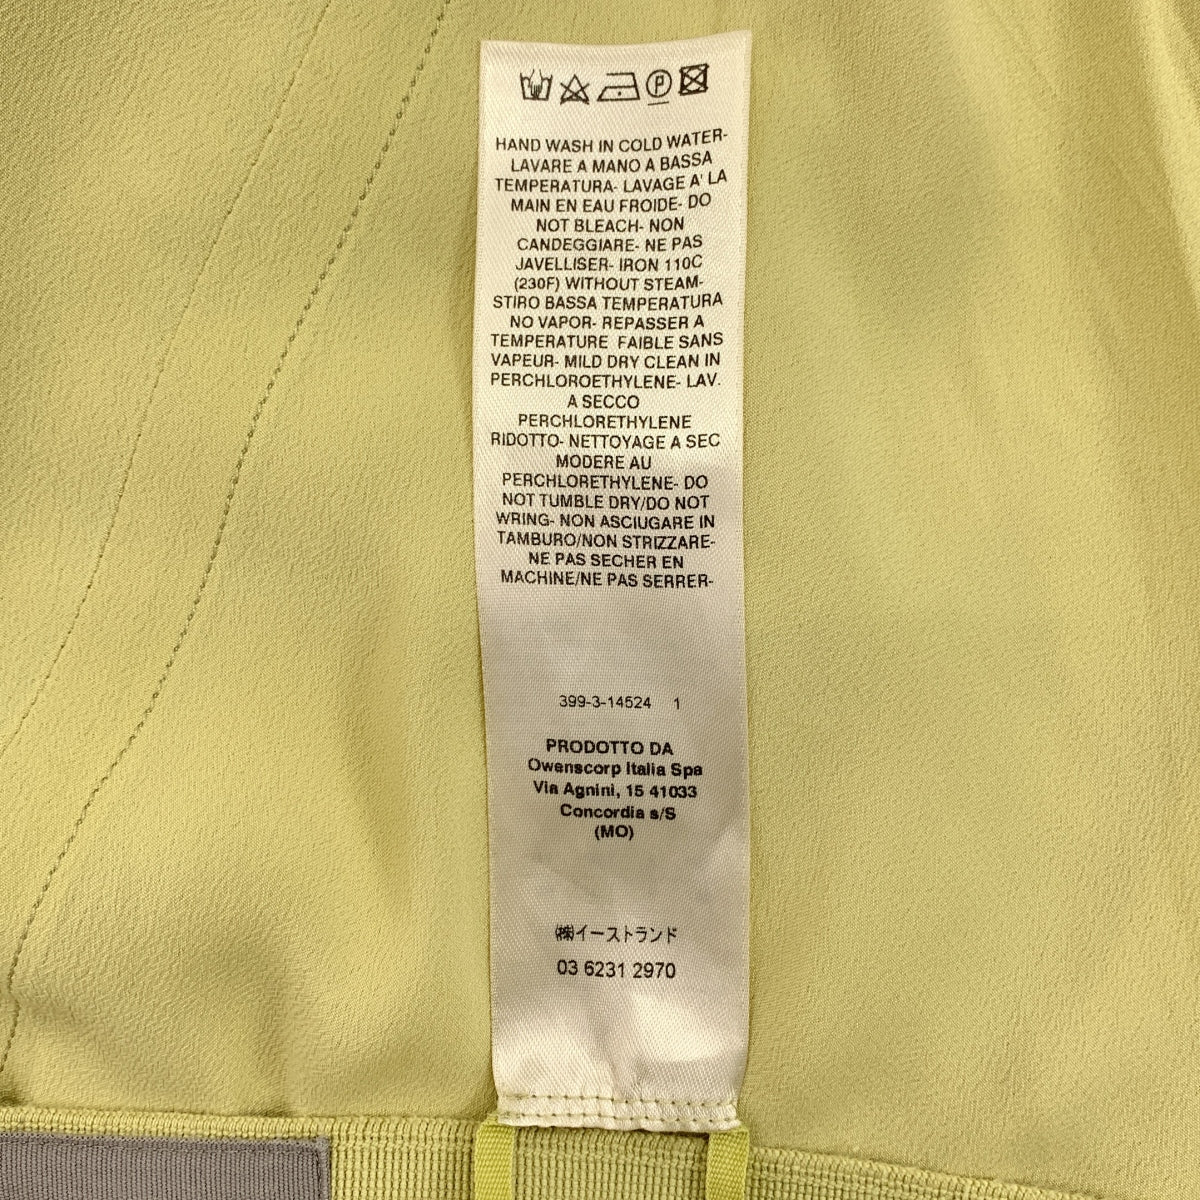 P
HAND WASH IN COLD WATER-
LAVARE A MANO A BASSA
TEMPERATURA- LAVAGE A' LA
MAIN EN EAU FROIDE- DO
NOT BLEACH- NON
CANDEGGIARE- NE PAS
JAVELLISER- IRON 110C
(230F) WITHOUT STEAM-
STIRO BASSA TEMPERATURA
NO VAPOR- REPASSER A
TEMPERATURE FAIBLE SANS
VAPEUR- MILD DRY CLEAN IN
PERCHLOROETHYLENE- LAV.
A SECCO
PERCHLORETHYLENE
RIDOTTO- NETTOYAGE A SEC
MODERE AU
PERCHLORETHYLENE- DO
NOT TUMBLE DRY/DO NOT
WRING- NON ASCIUGARE IN
TAMBURO/NON STRIZZARE-
NE PAS SECHER EN
MACHINE/NE PAS SERRER-
399-3-14524 1
PRODOTTO DA
Owenscorp Italia Spa
Via Agnini, 15 41033
Concordia s/S
(MO)
㈱イーストランド
03 6231 2970